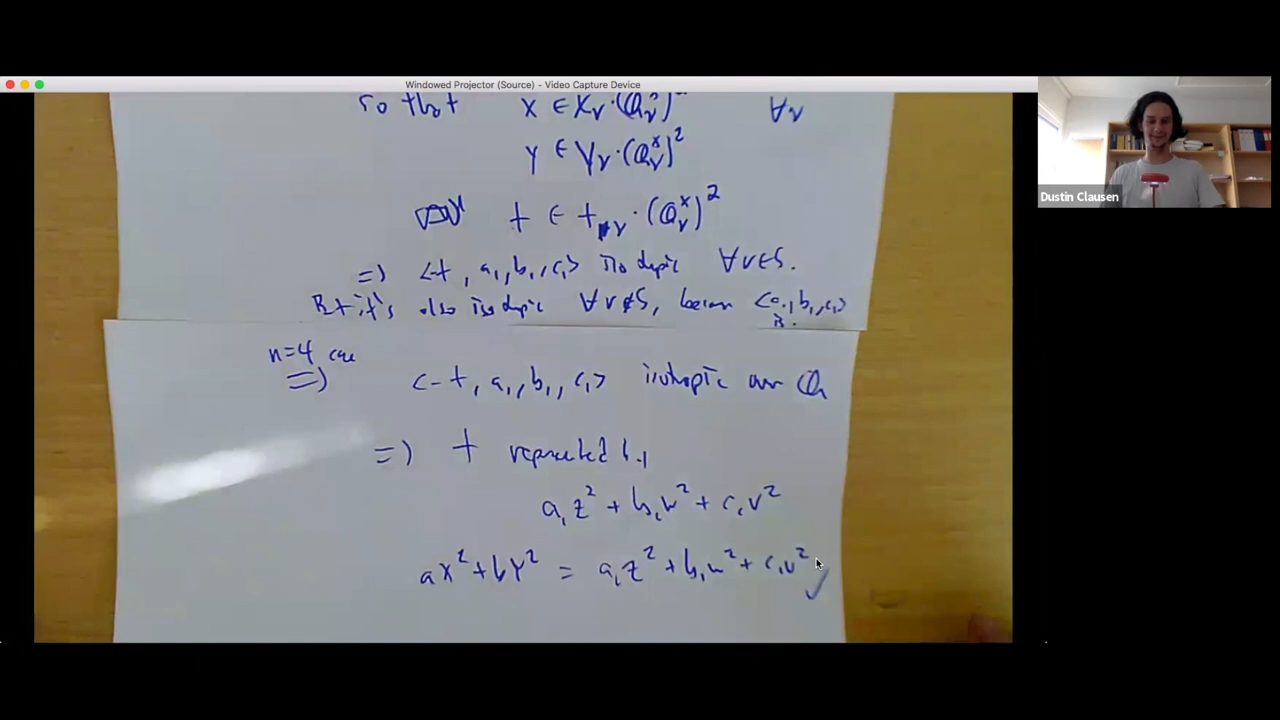 Windowed Projector (Source) - Video Capture Device
so that x ∈ x_v·(Q_v^x)^2 ∀v
y ∈ y_v·(Q_v^x)^2
t ∈ t_v·(Q_v^x)^2
=> <-t, a_1, b_1, c_1> isotropic ∀v∈S.
But it's also isotropic ∀v∉S, because <a_1, b_1, c_1>
is.
n=4 case
=> <-t, a_1, b_1, c_1> isotropic over Q
=> t represented by
a_1z^2 + b_1w^2 + c_1v^2
ax^2 + by^2 = a_1z^2 + b_1w^2 + c_1v^2 ✓
Dustin Clausen